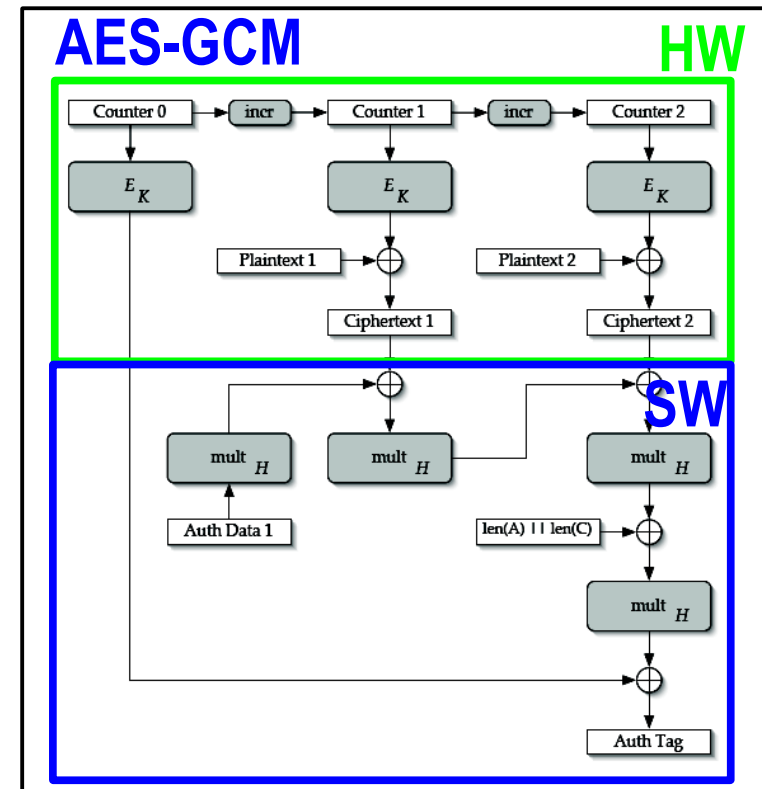 AES-GCM
HW
Counter 0
incr
Counter 1
incr
Counter 2
E K
E K
E K
Plaintext 1
Plaintext 2
Ciphertext 1
Ciphertext 2
SW
mult H
mult H
mult H
Auth Data 1
len(A) || len(C)
mult H
Auth Tag